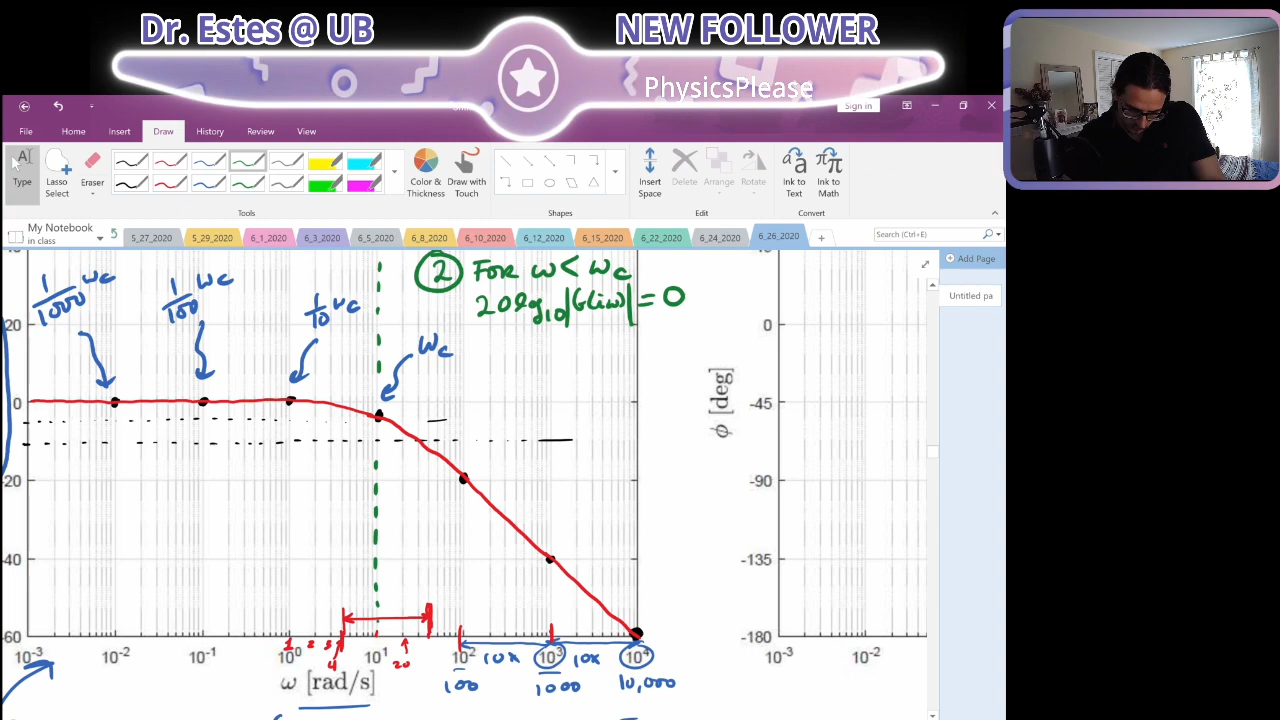 Dr. Estes @ UB
NEW FOLLOWER
PhysicsPlease
Sign in
File Home Insert Draw History Review View
Type
Lasso Select
Eraser
Color & Thickness
Draw with Touch
Insert Space
Delete
Arrange
Rotate
Ink to Text
Ink to Math
Tools
Shapes
Edit
Convert
My Notebook
in class
5
5_27_2020 5_29_2020 6_1_2020 6_3_2020 6_5_2020 6_8_2020 6_10_2020 6_12_2020 6_15_2020 6_22_2020 6_24_2020 6_26_2020 +
Search (Ctrl+E)
Add Page
Untitled pa
2 FOR ω < ωc
20log10|G(iω)| = 0
1/1000 ωc
1/100 ωc
1/10 ωc
ωc
20
0
-20
-40
-60
1 2 3 4 20
10^-3 10^-2 10^-1 10^0 10^1 10^2 10x 10^3 10x 10^4
100 1000 10,000
ω [rad/s]
ϕ [deg]
0
-45
-90
-135
-180
10^-3 10^-2